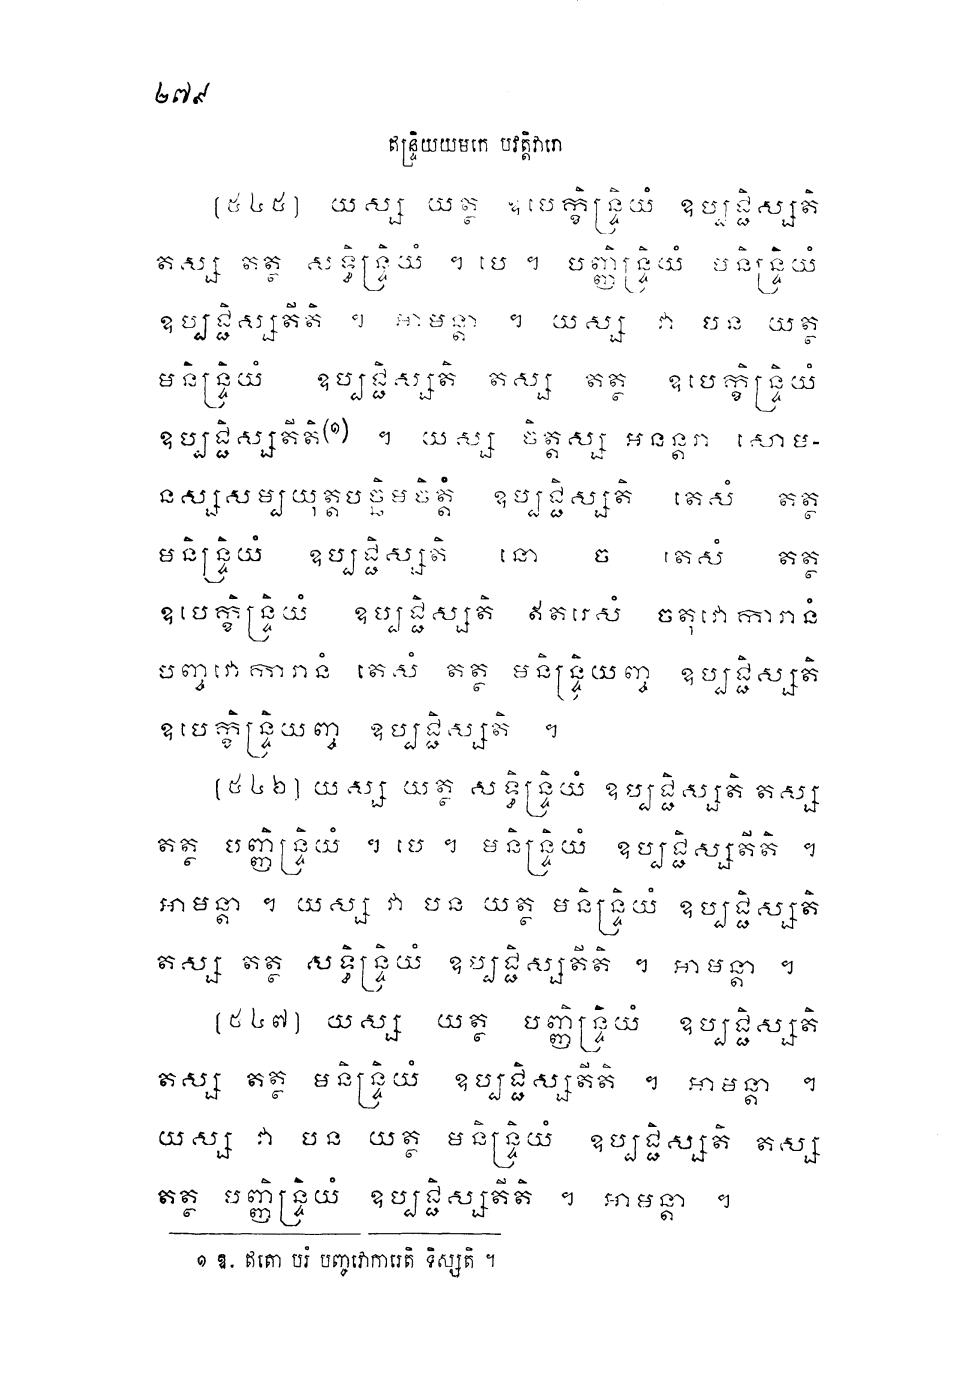 ២៧៩
ឥន្ទ្រិយយមកេ បវត្តិវារោ
(៥៤៥) យស្ស យត្ថ ឧបេក្ខិន្ទ្រិយំ ឧប្បជ្ជិស្សតិ
តស្ស តត្ថ សទ្ធិន្ទ្រិយំ ។ បេ ។ បញ្ញិន្ទ្រិយំ មនិន្ទ្រិយំ
ឧប្បជ្ជិស្សតីតិ ។ អាមន្តា ។ យស្ស វា បន យត្ថ
មនិន្ទ្រិយំ ឧប្បជ្ជិស្សតិ តស្ស តត្ថ ឧបេក្ខិន្ទ្រិយំ
ឧប្បជ្ជិស្សតីតិ(១) ។ យស្ស ចិត្តស្ស អនន្តរា សោម-
នស្សសម្បយុត្តបច្ឆិមចិត្តំ ឧប្បជ្ជិស្សតិ តេសំ តត្ថ
មនិន្ទ្រិយំ ឧប្បជ្ជិស្សតិ នោ ច តេសំ តត្ថ
ឧបេក្ខិន្ទ្រិយំ ឧប្បជ្ជិស្សតិ ឥតរេសំ ចតុវោការានំ
បញ្ចវោការានំ តេសំ តត្ថ មនិន្ទ្រិយញ្ច ឧប្បជ្ជិស្សតិ
ឧបេក្ខិន្ទ្រិយញ្ច ឧប្បជ្ជិស្សតិ ។
(៥៤៦) យស្ស យត្ថ សទ្ធិន្ទ្រិយំ ឧប្បជ្ជិស្សតិ តស្ស
តត្ថ បញ្ញិន្ទ្រិយំ ។ បេ ។ មនិន្ទ្រិយំ ឧប្បជ្ជិស្សតីតិ ។
អាមន្តា ។ យស្ស វា បន យត្ថ មនិន្ទ្រិយំ ឧប្បជ្ជិស្សតិ
តស្ស តត្ថ សទ្ធិន្ទ្រិយំ ឧប្បជ្ជិស្សតីតិ ។ អាមន្តា ។
(៥៤៧) យស្ស យត្ថ បញ្ញិន្ទ្រិយំ ឧប្បជ្ជិស្សតិ
តស្ស តត្ថ មនិន្ទ្រិយំ ឧប្បជ្ជិស្សតីតិ ។ អាមន្តា ។
យស្ស វា បន យត្ថ មនិន្ទ្រិយំ ឧប្បជ្ជិស្សតិ តស្ស
តត្ថ បញ្ញិន្ទ្រិយំ ឧប្បជ្ជិស្សតីតិ ។ អាមន្តា ។
១ ឱ. ឥតោ បរំ បញ្ចវោការេតិ ទិស្សតិ ។